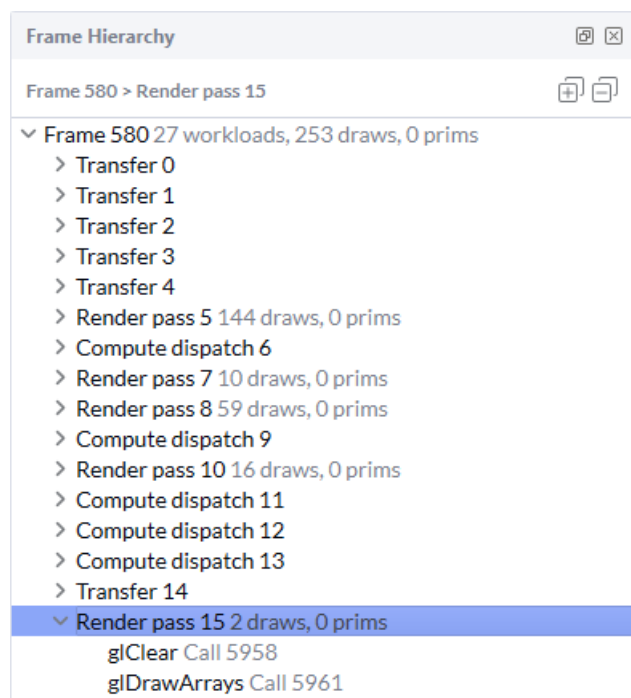 Frame Hierarchy
Frame 580 > Render pass 15
Frame 580 27 workloads, 253 draws, 0 prims
Transfer 0
Transfer 1
Transfer 2
Transfer 3
Transfer 4
Render pass 5 144 draws, 0 prims
Compute dispatch 6
Render pass 7 10 draws, 0 prims
Render pass 8 59 draws, 0 prims
Compute dispatch 9
Render pass 10 16 draws, 0 prims
Compute dispatch 11
Compute dispatch 12
Compute dispatch 13
Transfer 14
Render pass 15 2 draws, 0 prims
glClear Call 5958
glDrawArrays Call 5961